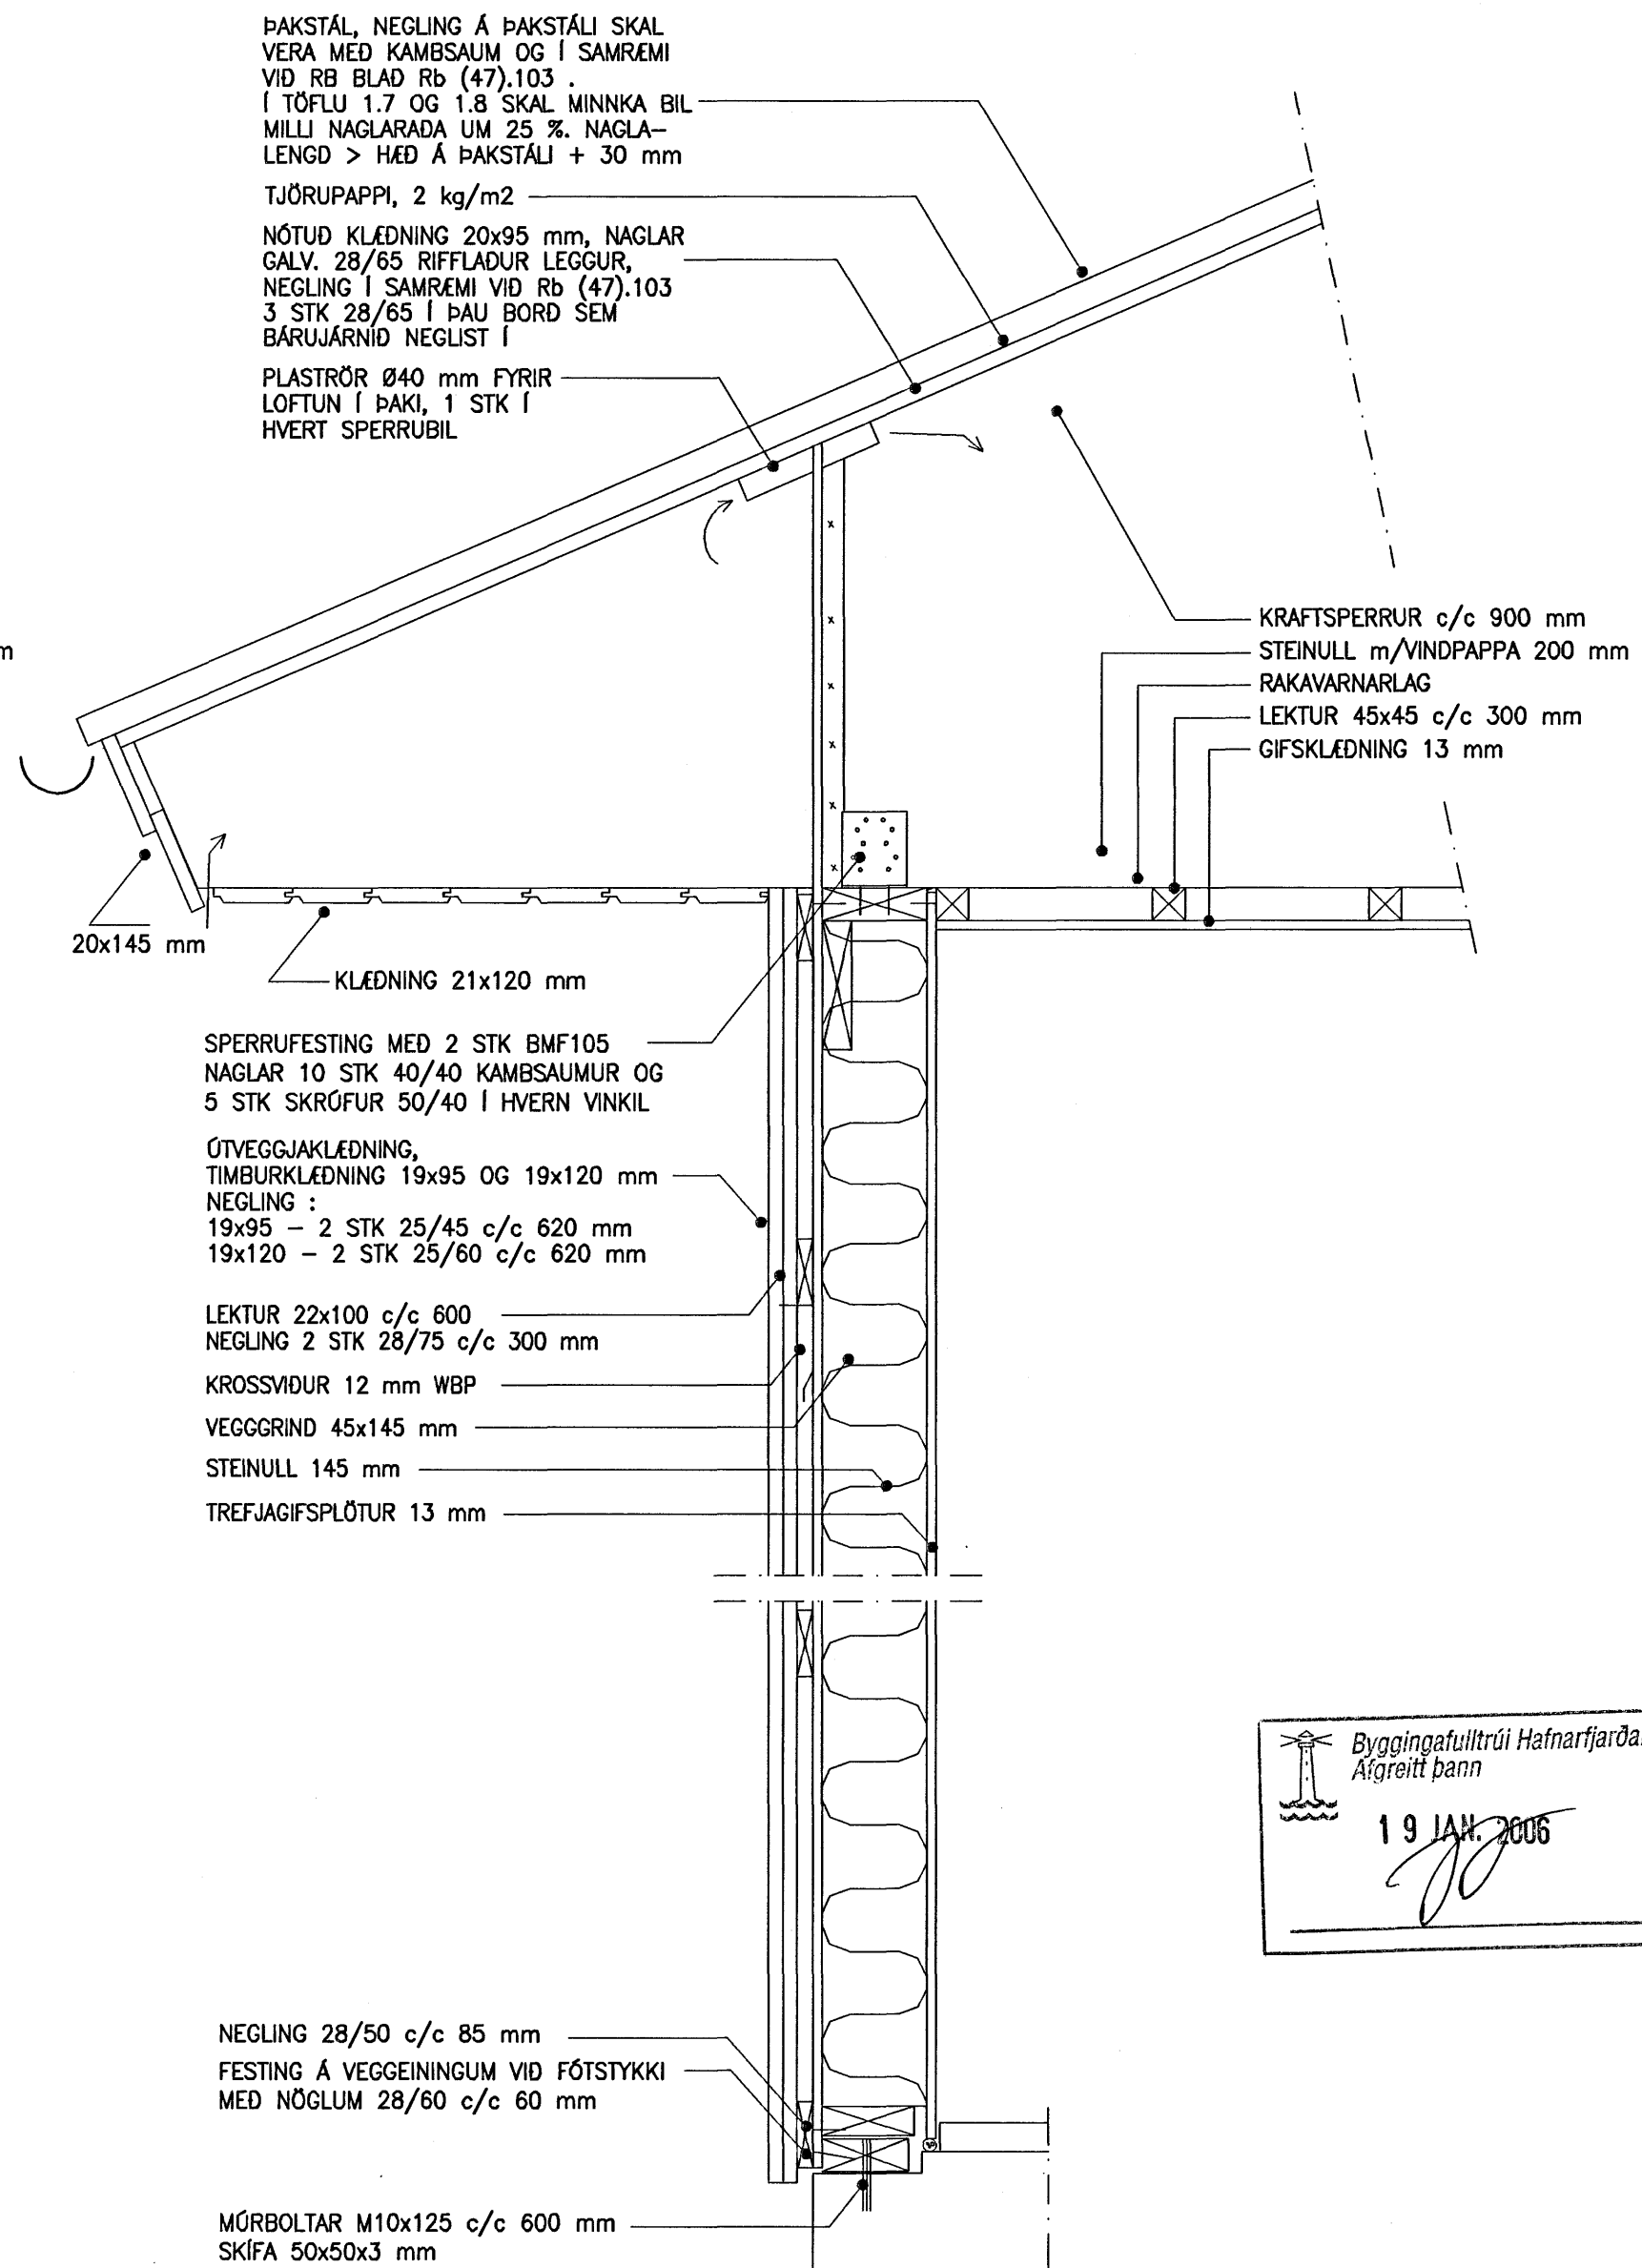 ÞAKSTÁL, NEGLING Á ÞAKSTÁLI SKAL
VERA MEÐ KAMBSAUM OG Í SAMRÆMI
VIÐ RB BLAÐ Rb (47).103 .
Í TÖFLU 1.7 OG 1.8 SKAL MINNKA BIL
MILLI NAGLARAÐA UM 25 %. NAGLA-
LENGD > HÆÐ Á ÞAKSTÁLI + 30 mm
TJÖRUPAPPI, 2 kg/m2
NÓTUÐ KLÆÐNING 20x95 mm, NAGLAR
GALV. 28/65 RIFFLAÐUR LEGGUR,
NEGLING Í SAMRÆMI VIÐ Rb (47).103
3 STK 28/65 Í ÞAU BORÐ SEM
BÁRUJÁRNIÐ NEGLIST Í
PLASTRÖR Ø40 mm FYRIR
LOFTUN Í ÞAKI, 1 STK Í
HVERT SPERRUBIL
m
KRAFTSPERRUR c/c 900 mm
STEINULL m/VINDPAPPA 200 mm
RAKAVARNARLAG
LEKTUR 45x45 c/c 300 mm
GIFSKLÆÐNING 13 mm
20x145 mm
KLÆÐNING 21x120 mm
SPERRUFESTING MEÐ 2 STK BMF105
NAGLAR 10 STK 40/40 KAMBSAUMUR OG
5 STK SKRÚFUR 50/40 Í HVERN VINKIL
ÚTVEGGJAKLÆÐNING,
TIMBURKLÆÐNING 19x95 OG 19x120 mm
NEGLING :
19x95 - 2 STK 25/45 c/c 620 mm
19x120 - 2 STK 25/60 c/c 620 mm
LEKTUR 22x100 c/c 600
NEGLING 2 STK 28/75 c/c 300 mm
KROSSVIÐUR 12 mm WBP
VEGGGRIND 45x145 mm
STEINULL 145 mm
TREFJAGIFSPLÖTUR 13 mm
Byggingafulltrúi Hafnarfjarða
Afgreitt þann
19 JAN. 2006
NEGLING 28/50 c/c 85 mm
FESTING Á VEGGEININGUM VIÐ FÓTSTYKKI
MEÐ NÖGLUM 28/60 c/c 60 mm
MÚRBOLTAR M10x125 c/c 600 mm
SKÍFA 50x50x3 mm